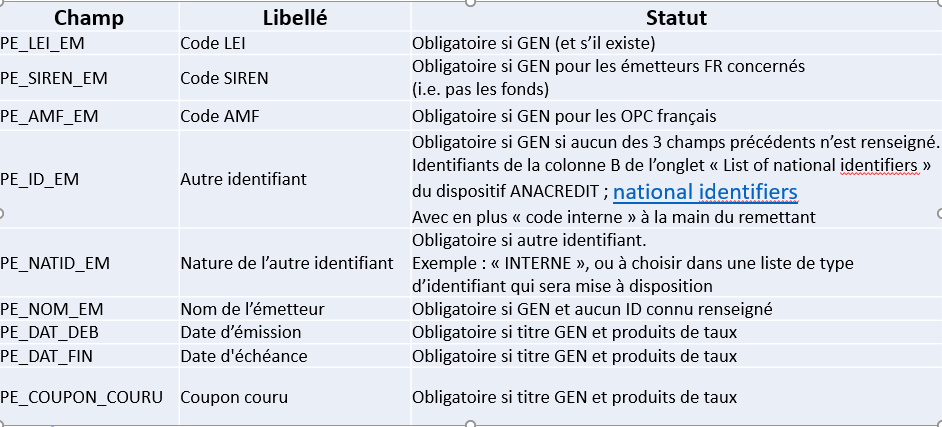 Champ Libellé Statut
PE_LEI_EM Code LEI Obligatoire si GEN (et s’il existe)
PE_SIREN_EM Code SIREN Obligatoire si GEN pour les émetteurs FR concernés
(i.e. pas les fonds)
PE_AMF_EM Code AMF Obligatoire si GEN pour les OPC français
PE_ID_EM Autre identifiant Obligatoire si GEN si aucun des 3 champs précédents n’est renseigné.
Identifiants de la colonne B de l’onglet « List of national identifiers »
du dispositif ANACREDIT ; national identifiers
Avec en plus « code interne » à la main du remettant
PE_NATID_EM Nature de l’autre identifiant Obligatoire si autre identifiant.
Exemple : « INTERNE », ou à choisir dans une liste de type
d’identifiant qui sera mise à disposition
PE_NOM_EM Nom de l’émetteur Obligatoire si GEN et aucun ID connu renseigné
PE_DAT_DEB Date d’émission Obligatoire si titre GEN et produits de taux
PE_DAT_FIN Date d'échéance Obligatoire si titre GEN et produits de taux
PE_COUPON_COURU Coupon couru Obligatoire si titre GEN et produits de taux